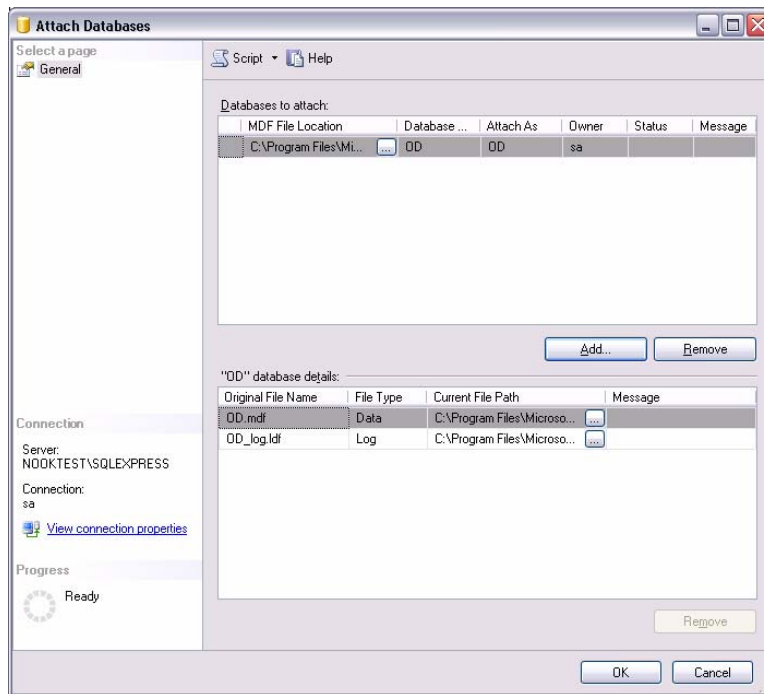 Attach Databases
Select a page
General
Script Help
Databases to attach:
MDF File Location Database ... Attach As Owner Status Message
C:\Program Files\Mi... ... OD OD sa
Add... Remove
"OD" database details:
Original File Name File Type Current File Path Message
OD.mdf Data C:\Program Files\Microso... ...
OD_log.ldf Log C:\Program Files\Microso... ...
Connection
Server:
NOOKTEST\SQLEXPRESS
Connection:
sa
View connection properties
Progress
Ready
Remove
OK Cancel